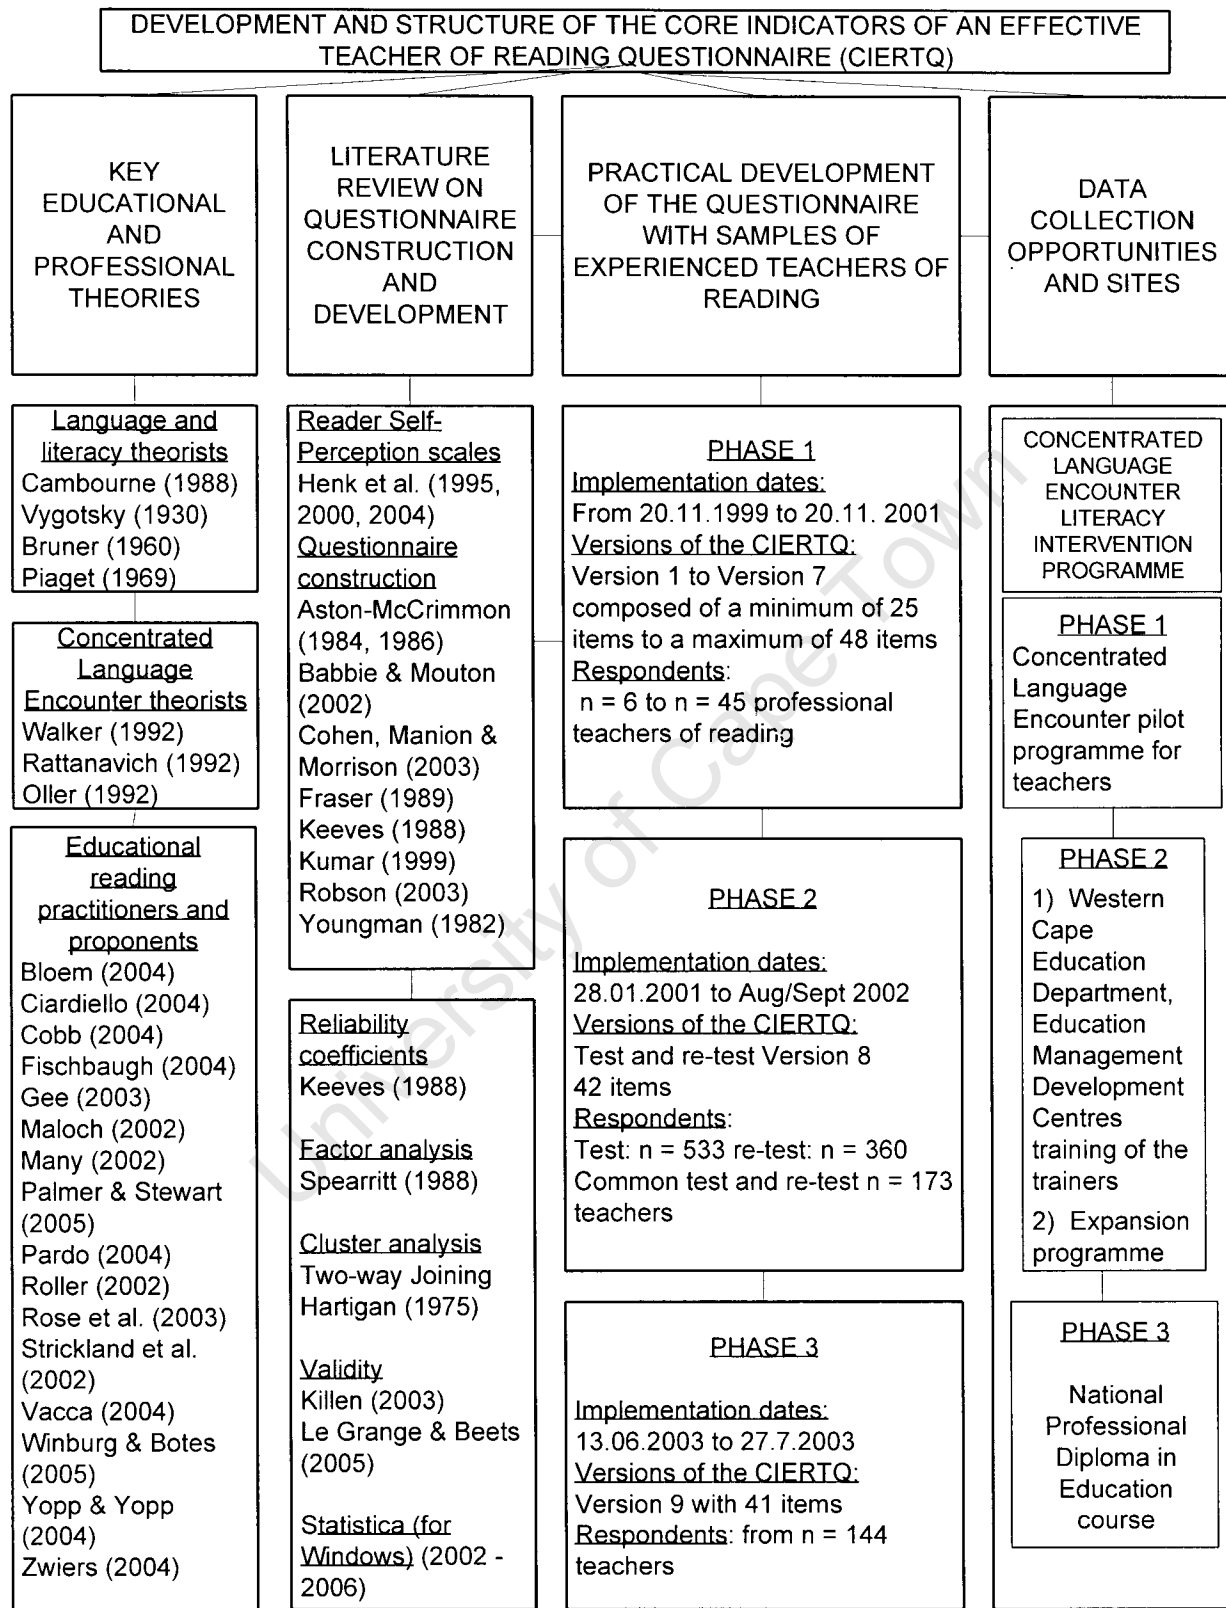 DEVELOPMENT AND STRUCTURE OF THE CORE INDICATORS OF AN EFFECTIVE
TEACHER OF READING QUESTIONNAIRE (CIERTQ)
KEY
EDUCATIONAL
AND
PROFESSIONAL
THEORIES
LITERATURE
REVIEW ON
QUESTIONNAIRE
CONSTRUCTION
AND
DEVELOPMENT
PRACTICAL DEVELOPMENT
OF THE QUESTIONNAIRE
WITH SAMPLES OF
EXPERIENCED TEACHERS OF
READING
DATA
COLLECTION
OPPORTUNITIES
AND SITES
Language and
literacy theorists
Cambourne (1988)
Vygotsky (1930)
Bruner (1960)
Piaget (1969)
Concentrated
Language
Encounter theorists
Walker (1992)
Rattanavich (1992)
Oller (1992)
Educational
reading
practitioners and
proponents
Bloem (2004)
Ciardiello (2004)
Cobb (2004)
Fischbaugh (2004)
Gee (2003)
Maloch (2002)
Many (2002)
Palmer & Stewart
(2005)
Pardo (2004)
Roller (2002)
Rose et al. (2003)
Strickland et al.
(2002)
Vacca (2004)
Winburg & Botes
(2005)
Yopp & Yopp
(2004)
Zwiers (2004)
Reader Self-
Perception scales
Henk et al. (1995,
2000, 2004)
Questionnaire
construction
Aston-McCrimmon
(1984, 1986)
Babbie & Mouton
(2002)
Cohen, Manion &
Morrison (2003)
Fraser (1989)
Keeves (1988)
Kumar (1999)
Robson (2003)
Youngman (1982)
Reliability
coefficients
Keeves (1988)
Factor analysis
Spearritt (1988)
Cluster analysis
Two-way Joining
Hartigan (1975)
Validity
Killen (2003)
Le Grange & Beets
(2005)
Statistica (for
Windows) (2002 -
2006)
PHASE 1
Implementation dates:
From 20.11.1999 to 20.11. 2001
Versions of the CIERTQ:
Version 1 to Version 7
composed of a minimum of 25
items to a maximum of 48 items
Respondents:
n = 6 to n = 45 professional
teachers of reading
PHASE 2
Implementation dates:
28.01.2001 to Aug/Sept 2002
Versions of the CIERTQ:
Test and re-test Version 8
42 items
Respondents:
Test: n = 533 re-test: n = 360
Common test and re-test n = 173
teachers
PHASE 3
Implementation dates:
13.06.2003 to 27.7.2003
Versions of the CIERTQ:
Version 9 with 41 items
Respondents: from n = 144
teachers
CONCENTRATED
LANGUAGE
ENCOUNTER
LITERACY
INTERVENTION
PROGRAMME
PHASE 1
Concentrated
Language
Encounter pilot
programme for
teachers
PHASE 2
1) Western
Cape
Education
Department,
Education
Management
Development
Centres
training of the
trainers
2) Expansion
programme
PHASE 3
National
Professional
Diploma in
Education
course
University of Cape Town